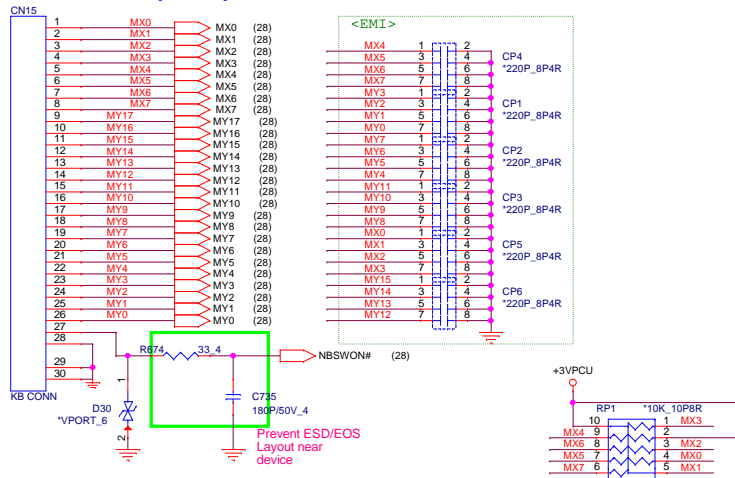 CN15
1 MX0 MX0 (28)
2 MX1 MX1 (28)
3 MX2 MX2 (28)
4 MX3 MX3 (28)
5 MX4 MX4 (28)
6 MX5 MX5 (28)
7 MX6 MX6 (28)
8 MX7 MX7 (28)
9 MY17 MY17 (28)
10 MY16 MY16 (28)
11 MY15 MY15 (28)
12 MY14 MY14 (28)
13 MY13 MY13 (28)
14 MY12 MY12 (28)
15 MY11 MY11 (28)
16 MY10 MY10 (28)
17 MY9 MY9 (28)
18 MY8 MY8 (28)
19 MY7 MY7 (28)
20 MY6 MY6 (28)
21 MY5 MY5 (28)
22 MY4 MY4 (28)
23 MY3 MY3 (28)
24 MY2 MY2 (28)
25 MY1 MY1 (28)
26 MY0 MY0 (28)
27
28
29
30
KB CONN
R674 33_4
NBSWON# (28)
1
D30
*VPORT_6
2
C735
180P/50V_4
Prevent ESD/EOS
Layout near
device
<EMI>
MX4 1 2
MX5 3 4 CP4
MX6 5 6 *220P_8P4R
MX7 7 8
MY3 1 2
MY2 3 4 CP1
MY1 5 6 *220P_8P4R
MY0 7 8
MY7 1 2
MY6 3 4 CP2
MY5 5 6 *220P_8P4R
MY4 7 8
MY11 1 2
MY10 3 4 CP3
MY9 5 6 *220P_8P4R
MY8 7 8
MX0 1 2
MX1 3 4 CP5
MX2 5 6 *220P_8P4R
MX3 7 8
MY15 1 2
MY14 3 4 CP6
MY13 5 6 *220P_8P4R
MY12 7 8
+3VPCU
RP1 *10K_10P8R
10 1 MX3
MX4 9 2
MX6 8 3 MX2
MX5 7 4 MX0
MX7 6 5 MX1